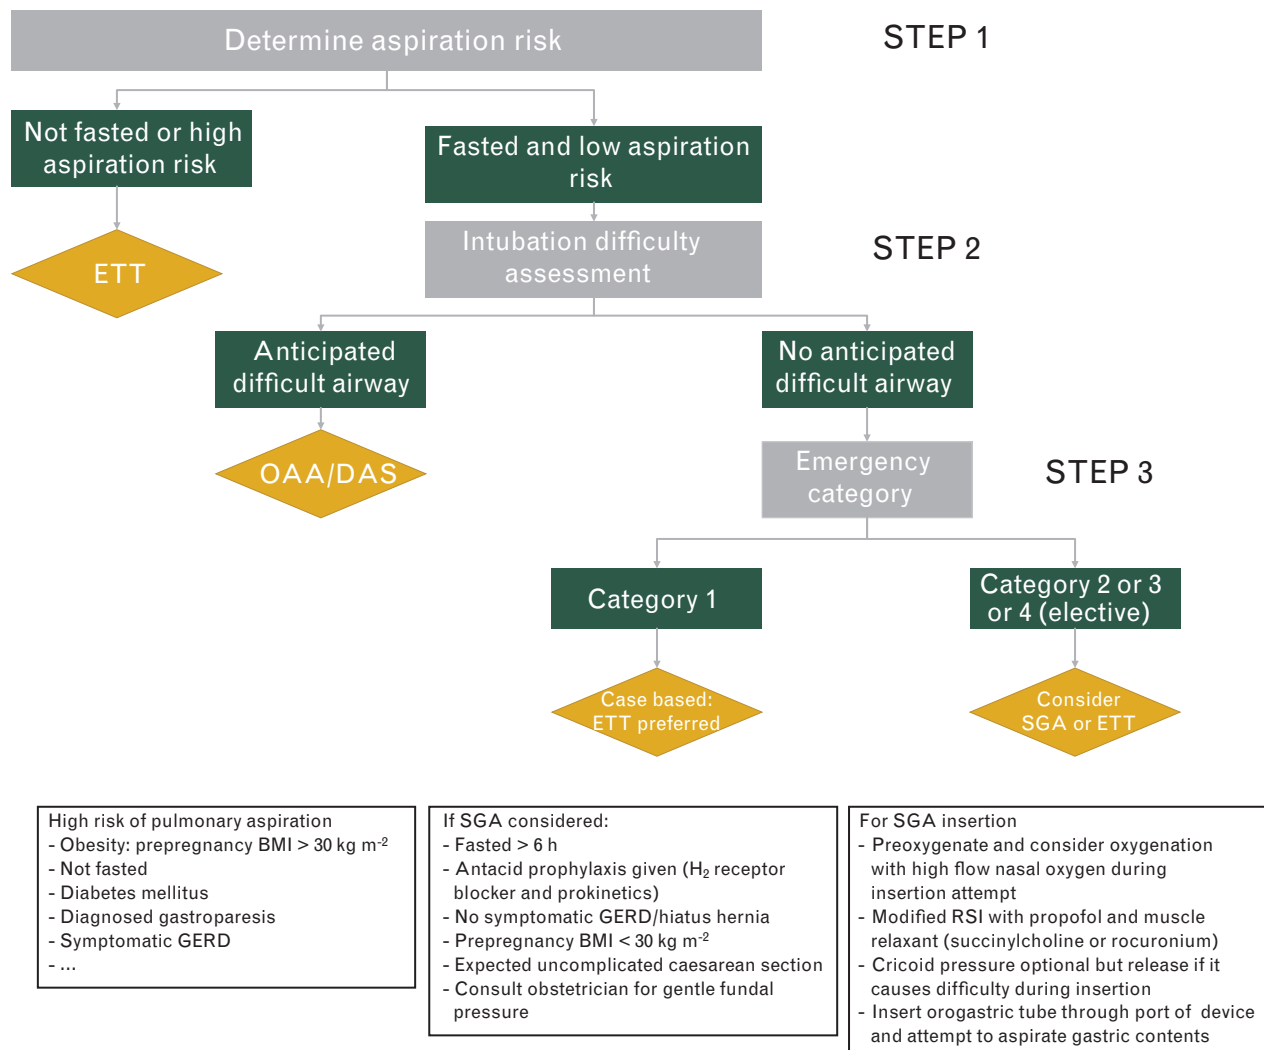 Determine aspiration risk
STEP 1
Not fasted or high
aspiration risk
Fasted and low aspiration
risk
ETT
Intubation difficulty
assessment
STEP 2
Anticipated
difficult airway
No anticipated
difficult airway
OAA/DAS
Emergency
category
STEP 3
Category 1
Category 2 or 3
or 4 (elective)
Case based:
ETT preferred
Consider
SGA or ETT
High risk of pulmonary aspiration
- Obesity: prepregnancy BMI > 30 kg m⁻²
- Not fasted
- Diabetes mellitus
- Diagnosed gastroparesis
- Symptomatic GERD
- ...
If SGA considered:
- Fasted > 6 h
- Antacid prophylaxis given (H₂ receptor
blocker and prokinetics)
- No symptomatic GERD/hiatus hernia
- Prepregnancy BMI < 30 kg m⁻²
- Expected uncomplicated caesarean section
- Consult obstetrician for gentle fundal
pressure
For SGA insertion
- Preoxygenate and consider oxygenation
with high flow nasal oxygen during
insertion attempt
- Modified RSI with propofol and muscle
relaxant (succinylcholine or rocuronium)
- Cricoid pressure optional but release if it
causes difficulty during insertion
- Insert orogastric tube through port of device
and attempt to aspirate gastric contents